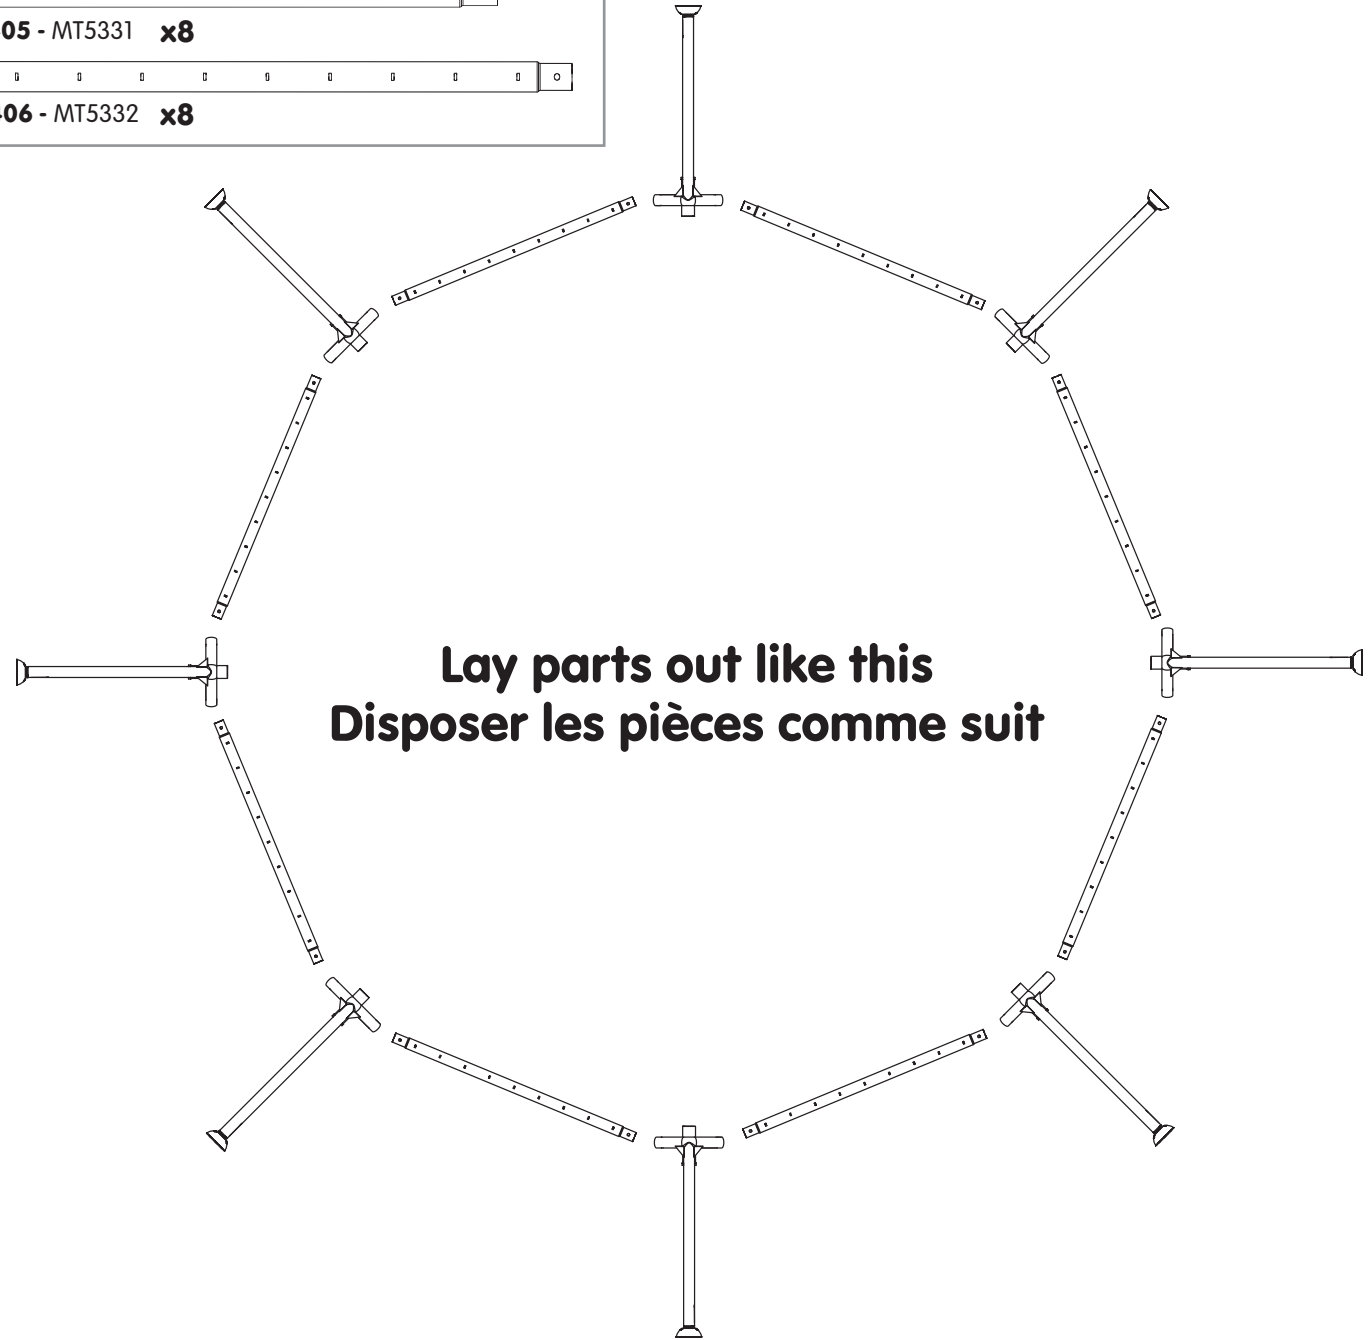 05 - MT5331 x8
06 - MT5332 x8
Lay parts out like this
Disposer les pièces comme suit